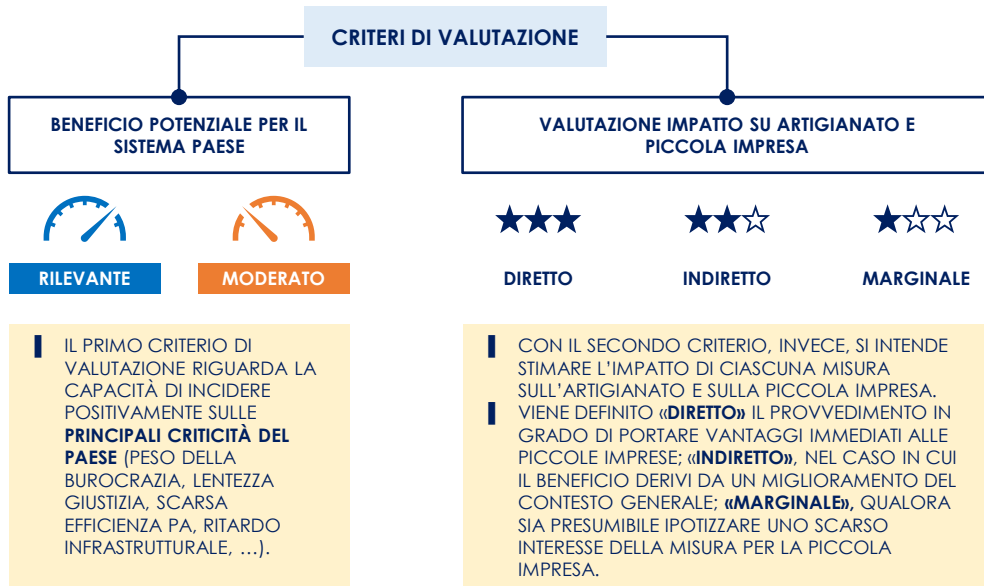 CRITERI DI VALUTAZIONE
BENEFICIO POTENZIALE PER IL
SISTEMA PAESE
RILEVANTE
MODERATO
IL PRIMO CRITERIO DI
VALUTAZIONE RIGUARDA LA
CAPACITÀ DI INCIDERE
POSITIVAMENTE SULLE
PRINCIPALI CRITICITÀ DEL
PAESE (PESO DELLA
BUROCRAZIA, LENTEZZA
GIUSTIZIA, SCARSA
EFFICIENZA PA, RITARDO
INFRASTRUTTURALE, …).
VALUTAZIONE IMPATTO SU ARTIGIANATO E
PICCOLA IMPRESA
DIRETTO
INDIRETTO
MARGINALE
CON IL SECONDO CRITERIO, INVECE, SI INTENDE
STIMARE L’IMPATTO DI CIASCUNA MISURA
SULL’ARTIGIANATO E SULLA PICCOLA IMPRESA.
VIENE DEFINITO «DIRETTO» IL PROVVEDIMENTO IN
GRADO DI PORTARE VANTAGGI IMMEDIATI ALLE
PICCOLE IMPRESE; «INDIRETTO», NEL CASO IN CUI
IL BENEFICIO DERIVI DA UN MIGLIORAMENTO DEL
CONTESTO GENERALE; «MARGINALE», QUALORA
SIA PRESUMIBILE IPOTIZZARE UNO SCARSO
INTERESSE DELLA MISURA PER LA PICCOLA
IMPRESA.